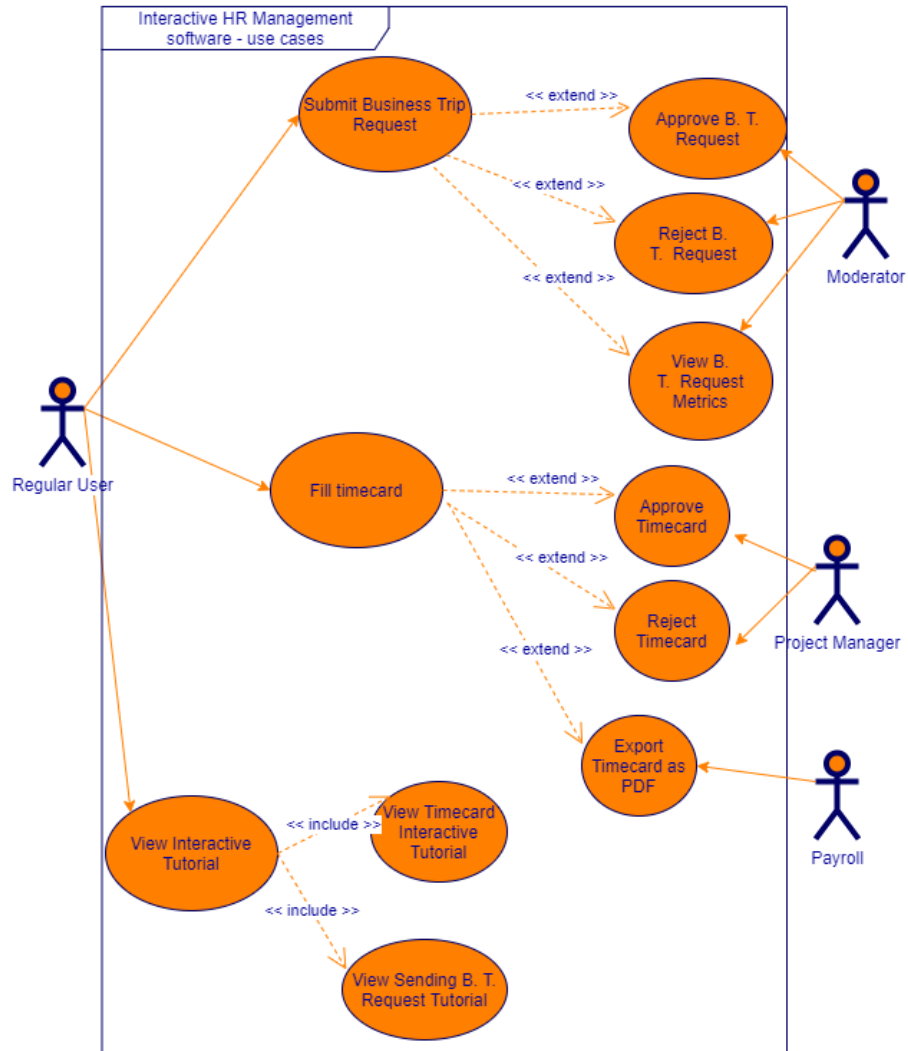 Interactive HR Management
software - use cases
Submit Business Trip
Request
<< extend >>
Approve B. T.
Request
<< extend >>
Reject B.
T. Request
<< extend >>
View B.
T. Request
Metrics
Moderator
Regular User
Fill timecard
<< extend >>
Approve
Timecard
<< extend >>
Reject
Timecard
Project Manager
<< extend >>
Export
Timecard as
PDF
Payroll
View Interactive
Tutorial
<< include >>
View Timecard
Interactive
Tutorial
<< include >>
View Sending B. T.
Request Tutorial